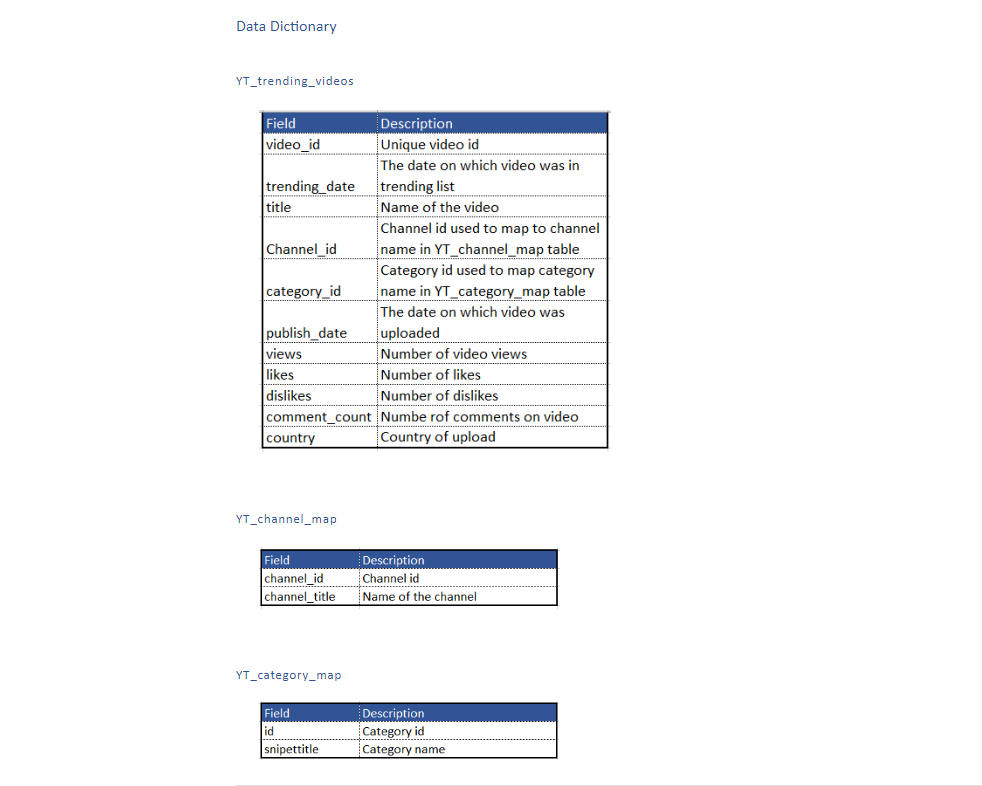 Data Dictionary
YT_trending_videos
Field Description
video_id Unique video id
The date on which video was in
trending_date trending list
title Name of the video
Channel id used to map to channel
Channel_id name in YT_channel_map table
Category id used to map category
category_id name in YT_category_map table
The date on which video was
publish_date uploaded
views Number of video views
likes Number of likes
dislikes Number of dislikes
comment_count Numbe rof comments on video
country Country of upload
YT_channel_map
Field Description
channel_id Channel id
channel_title Name of the channel
YT_category_map
Field Description
id Category id
snipettitle Category name